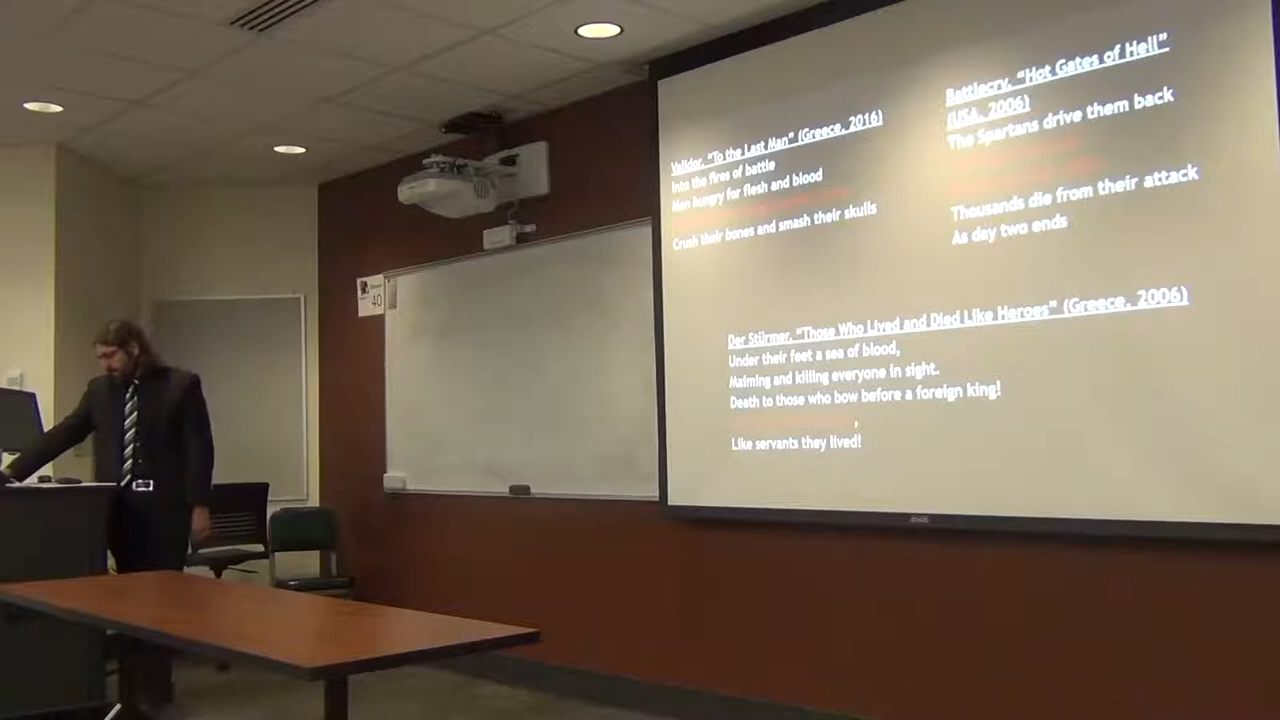 Validor, “To the Last Man” (Greece, 2016)
Into the fires of battle
Men hungry for flesh and blood
Crush their bones and smash their skulls
Battlecry, “Hot Gates of Hell”
(USA, 2006)
The Spartans drive them back
Thousands die from their attack
As day two ends
Der Stürmer, “Those Who Lived and Died Like Heroes” (Greece, 2006)
Under their feet a sea of blood,
Maiming and killing everyone in sight.
Death to those who bow before a foreign king!
,
Like servants they lived!
40